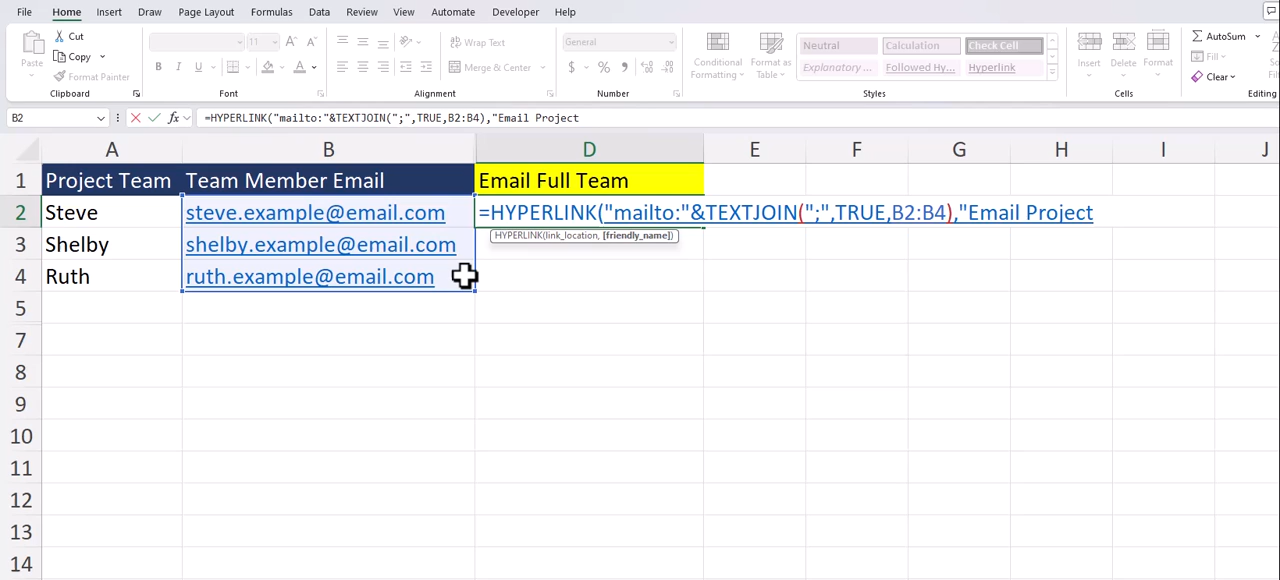 File Home Insert Draw Page Layout Formulas Data Review View Automate Developer Help
Paste Cut Copy Format Painter Clipboard
11 A A B I U A Font
Wrap Text Merge & Center Alignment
General $ % Number
Conditional Formatting Format as Table
Neutral Calculation Check Cell
Explanatory ... Followed Hy... Hyperlink
Styles
Insert Delete Format Cells
AutoSum Fill Clear Editing
B2 fx =HYPERLINK("mailto:"&TEXTJOIN(";",TRUE,B2:B4),"Email Project
A B D E F G H I J
1 Project Team Team Member Email Email Full Team
2 Steve steve.example@email.com =HYPERLINK("mailto:"&TEXTJOIN(";",TRUE,B2:B4),"Email Project
HYPERLINK(link_location, [friendly_name])
3 Shelby shelby.example@email.com
4 Ruth ruth.example@email.com
5
7
8
9
10
11
12
13
14